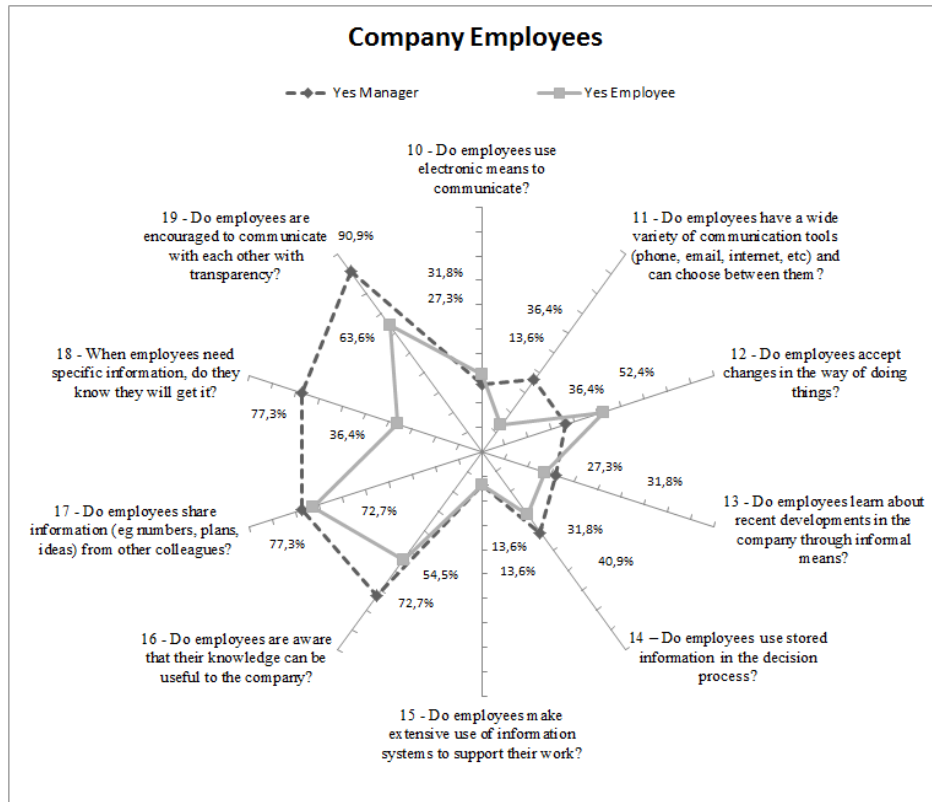 Company Employees
Yes Manager
Yes Employee
10 - Do employees use
electronic means to
communicate?
11 - Do employees have a wide
variety of communication tools
(phone, email, internet, etc) and
can choose between them?
12 - Do employees accept
changes in the way of doing
things?
13 - Do employees learn about
recent developments in the
company through informal
means?
14 – Do employees use stored
information in the decision
process?
15 - Do employees make
extensive use of information
systems to support their work?
16 - Do employees are aware
that their knowledge can be
useful to the company?
17 - Do employees share
information (eg numbers, plans,
ideas) from other colleagues?
18 - When employees need
specific information, do they
know they will get it?
19 - Do employees are
encouraged to communicate
with each other with
transparency?
31,8%
27,3%
36,4%
13,6%
52,4%
36,4%
27,3%
31,8%
31,8%
40,9%
13,6%
13,6%
54,5%
72,7%
72,7%
77,3%
36,4%
77,3%
63,6%
90,9%